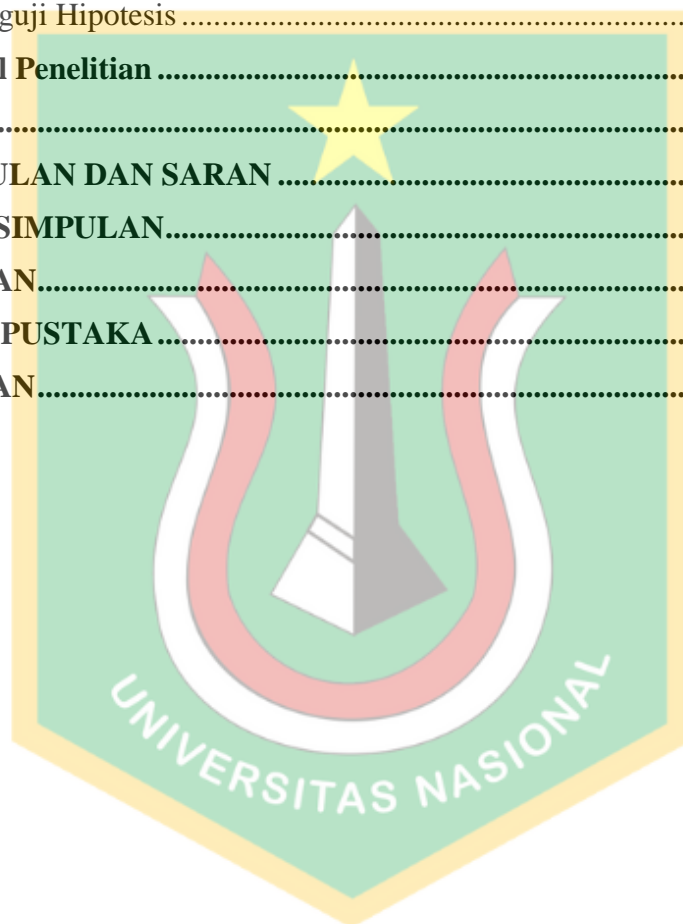 guji Hipotesis ........................................................................
l Penelitian ........................................................................
........................................................................
ULAN DAN SARAN ........................................................
SIMPULAN........................................................................
AN........................................................................
PUSTAKA ........................................................................
AN........................................................................
UNIVERSITAS NASIONAL